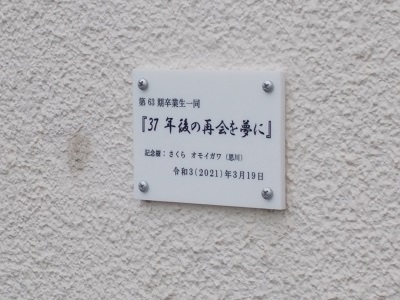 第63期卒業生一同
『37年後の再会を夢に』
記念樹：さくら オモイガワ（思川）
令和3(2021)年3月19日